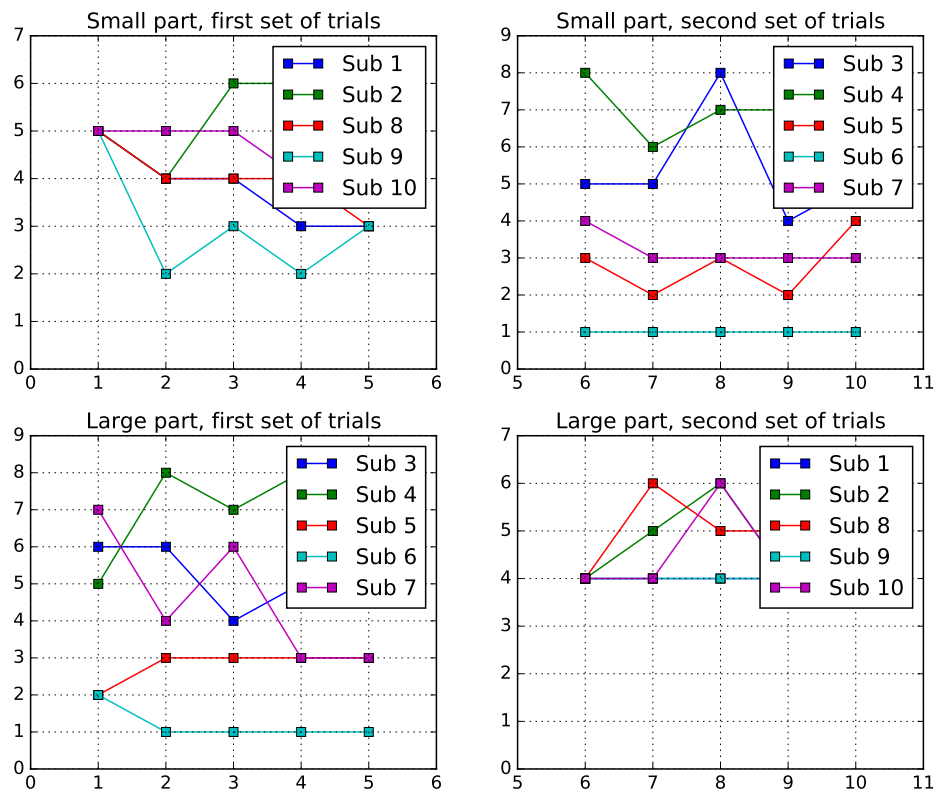 Small part, first set of trials
7
6
5
4
3
2
1
0
Sub 1
Sub 2
Sub 8
Sub 9
Sub 10
0 1 2 3 4 5 6
Small part, second set of trials
9
8
7
6
5
4
3
2
1
0
Sub 3
Sub 4
Sub 5
Sub 6
Sub 7
5 6 7 8 9 10 11
Large part, first set of trials
9
8
7
6
5
4
3
2
1
0
Sub 3
Sub 4
Sub 5
Sub 6
Sub 7
0 1 2 3 4 5 6
Large part, second set of trials
7
6
5
4
3
2
1
0
Sub 1
Sub 2
Sub 8
Sub 9
Sub 10
5 6 7 8 9 10 11